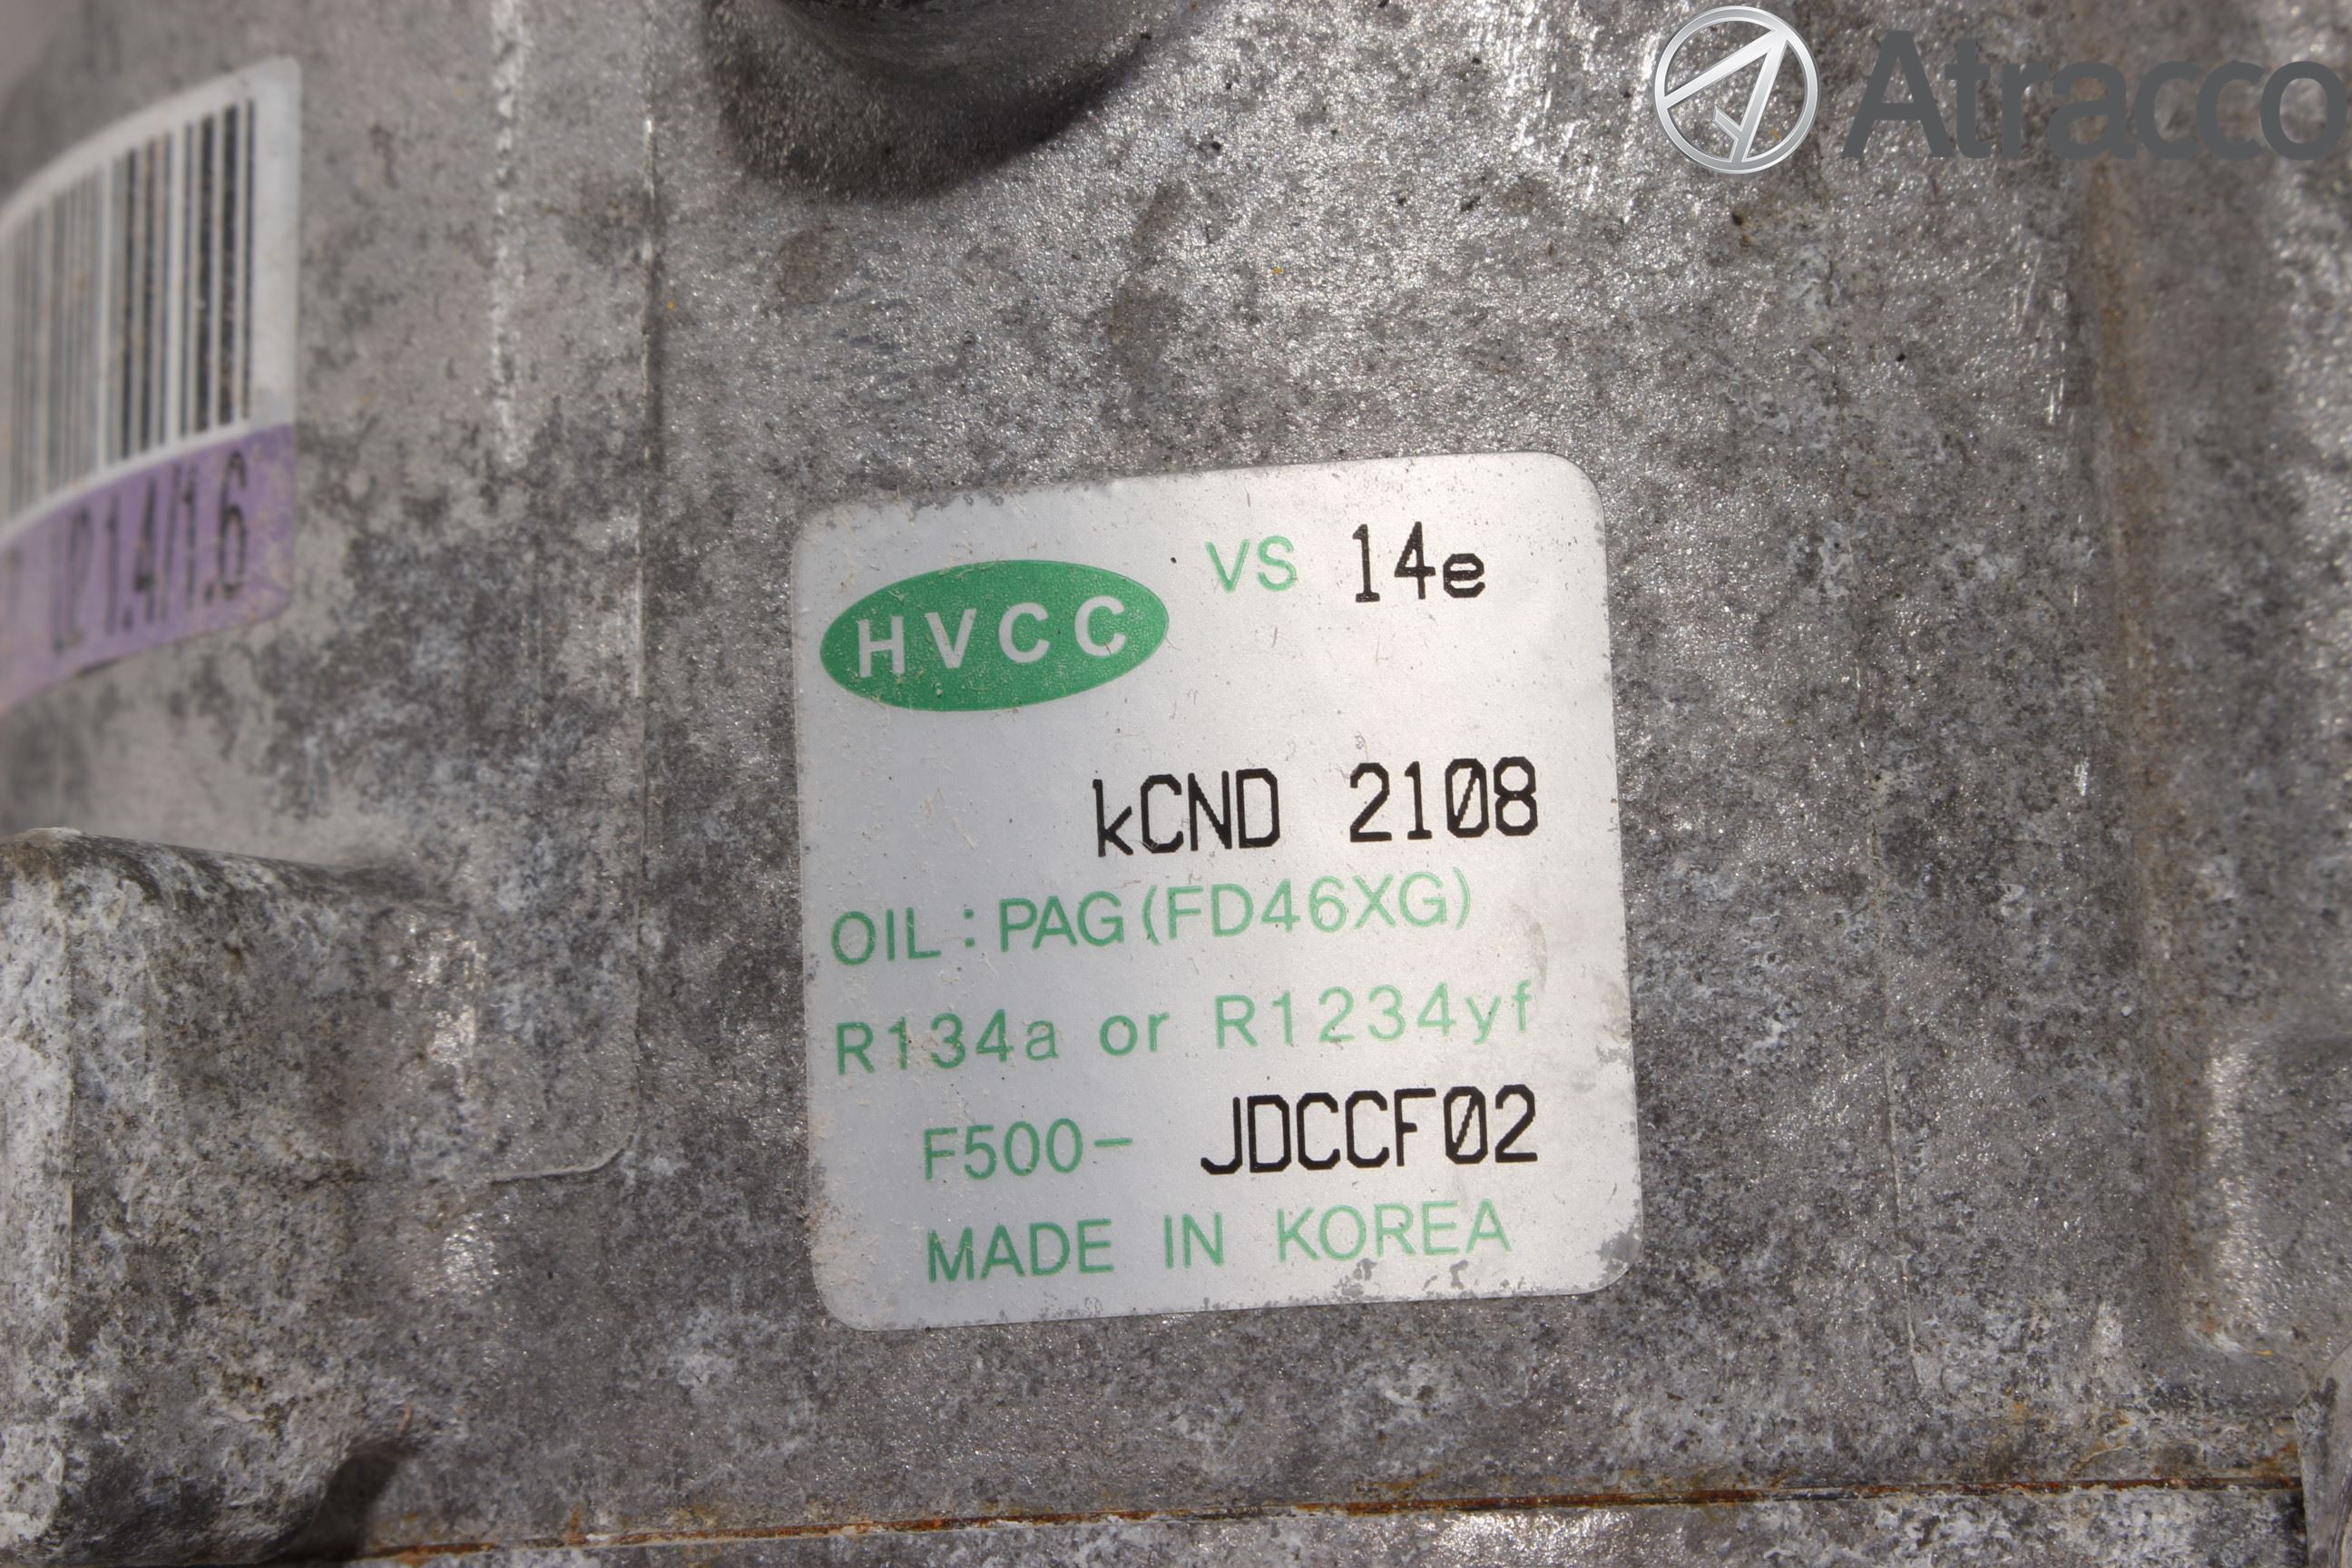 Atracco
1.4/1.6
HVCC
VS 14e
kCND 2108
OIL : PAG (FD46XG)
R134a or R1234yf
F500- JDCCF02
MADE IN KOREA